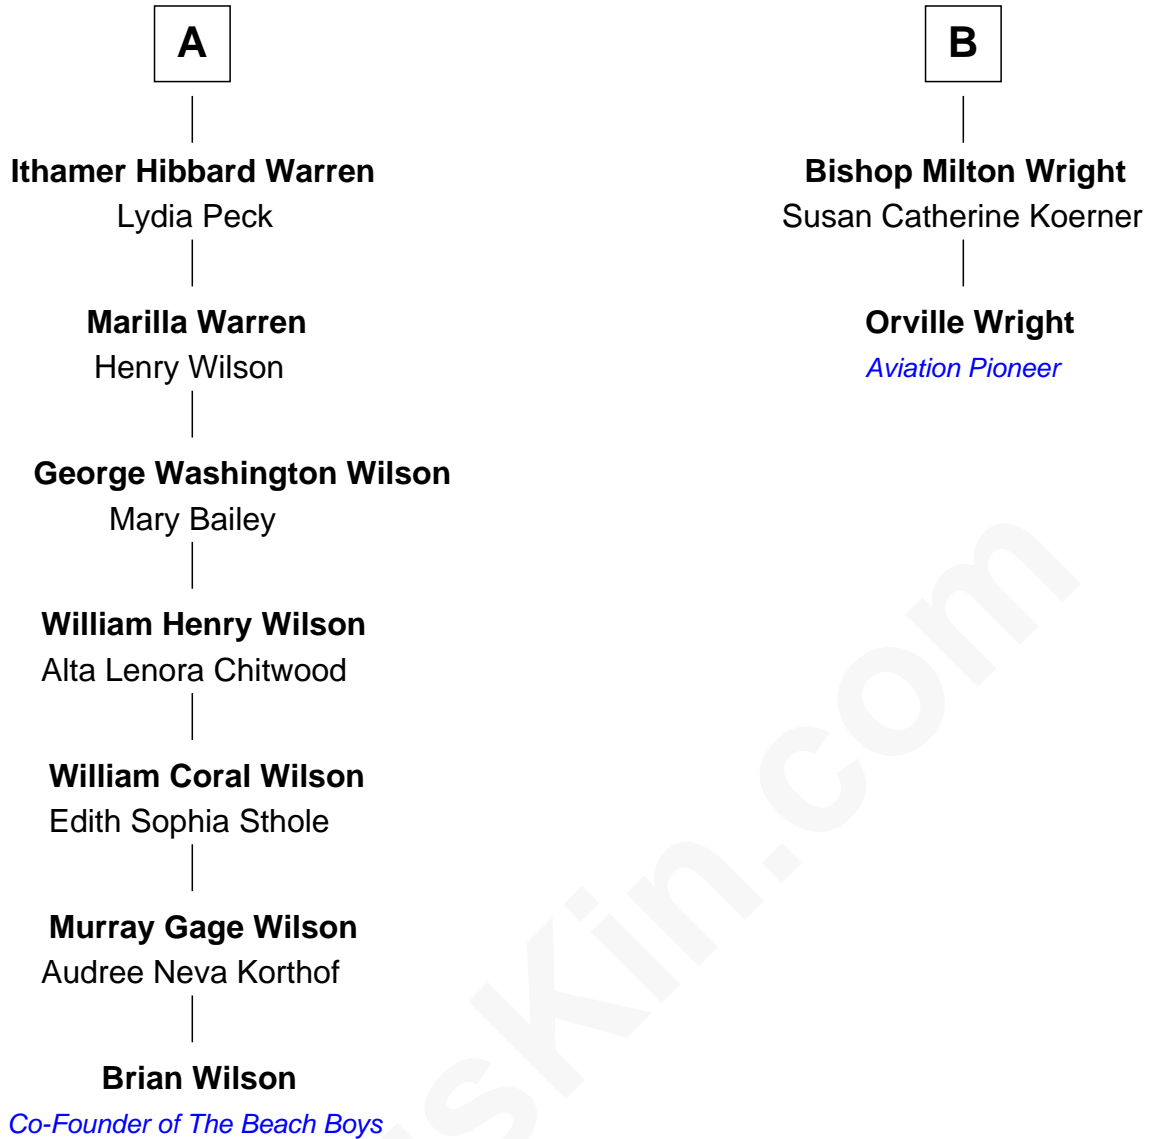 A
Ithamer Hibbard Warren
Lydia Peck
Marilla Warren
Henry Wilson
George Washington Wilson
Mary Bailey
William Henry Wilson
Alta Lenora Chitwood
William Coral Wilson
Edith Sophia Sthole
Murray Gage Wilson
Audree Neva Korthof
Brian Wilson
Co-Founder of The Beach Boys
B
Bishop Milton Wright
Susan Catherine Koerner
Orville Wright
Aviation Pioneer
sKin.com